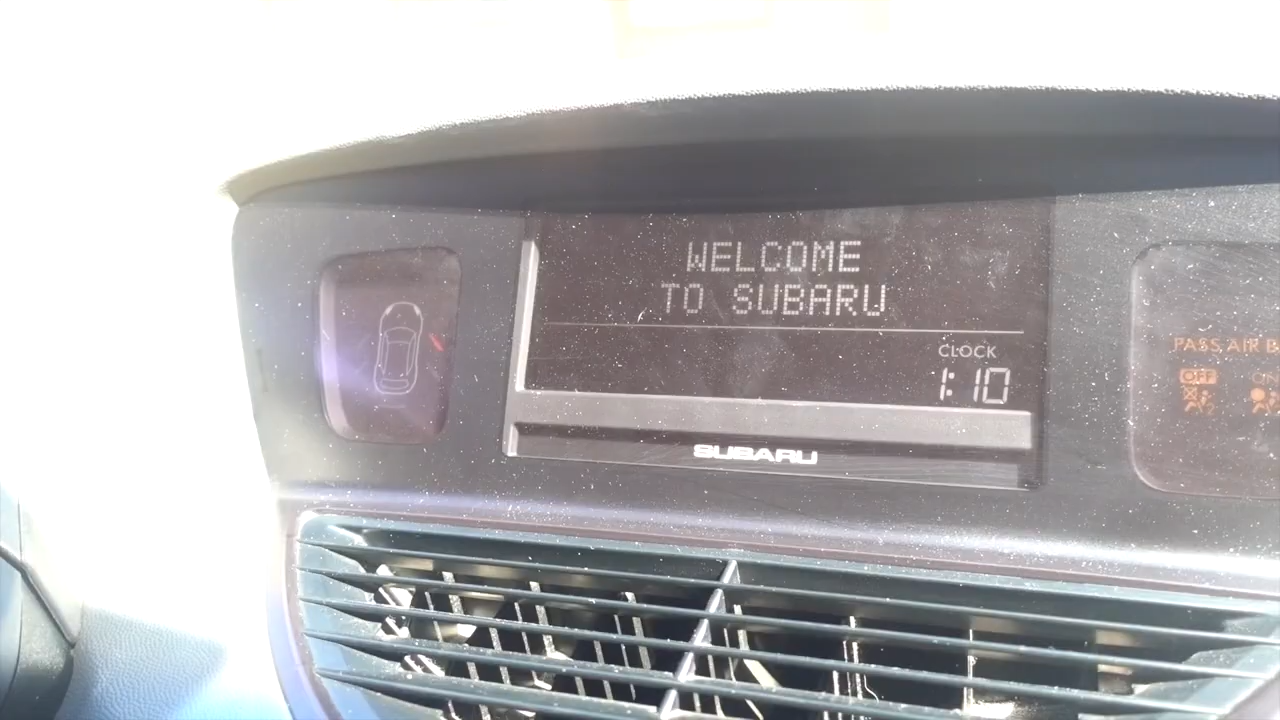 WELCOME
TO SUBARU
CLOCK
1:10
SUBARU
PASS AIR B
OFF ON